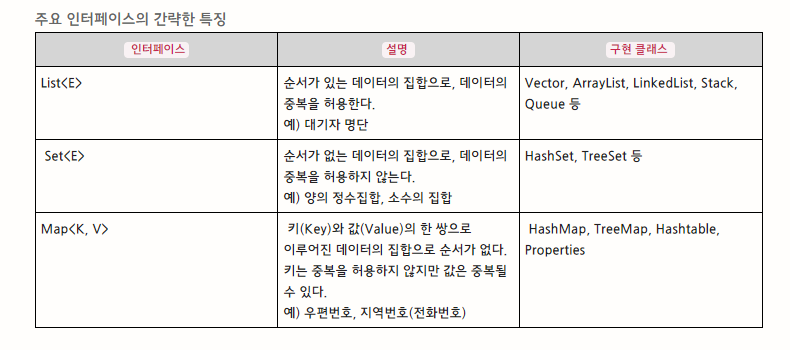 주요 인터페이스의 간략한 특징
인터페이스 설명 구현 클래스
List<E>
순서가 있는 데이터의 집합으로, 데이터의
중복을 허용한다.
예) 대기자 명단
Vector, ArrayList, LinkedList, Stack,
Queue 등
Set<E>
순서가 없는 데이터의 집합으로, 데이터의
중복을 허용하지 않는다.
예) 양의 정수집합, 소수의 집합
HashSet, TreeSet 등
Map<K, V>
키(Key)와 값(Value)의 한 쌍으로
이루어진 데이터의 집합으로 순서가 없다.
키는 중복을 허용하지 않지만 값은 중복될
수 있다.
예) 우편번호, 지역번호(전화번호)
HashMap, TreeMap, Hashtable,
Properties